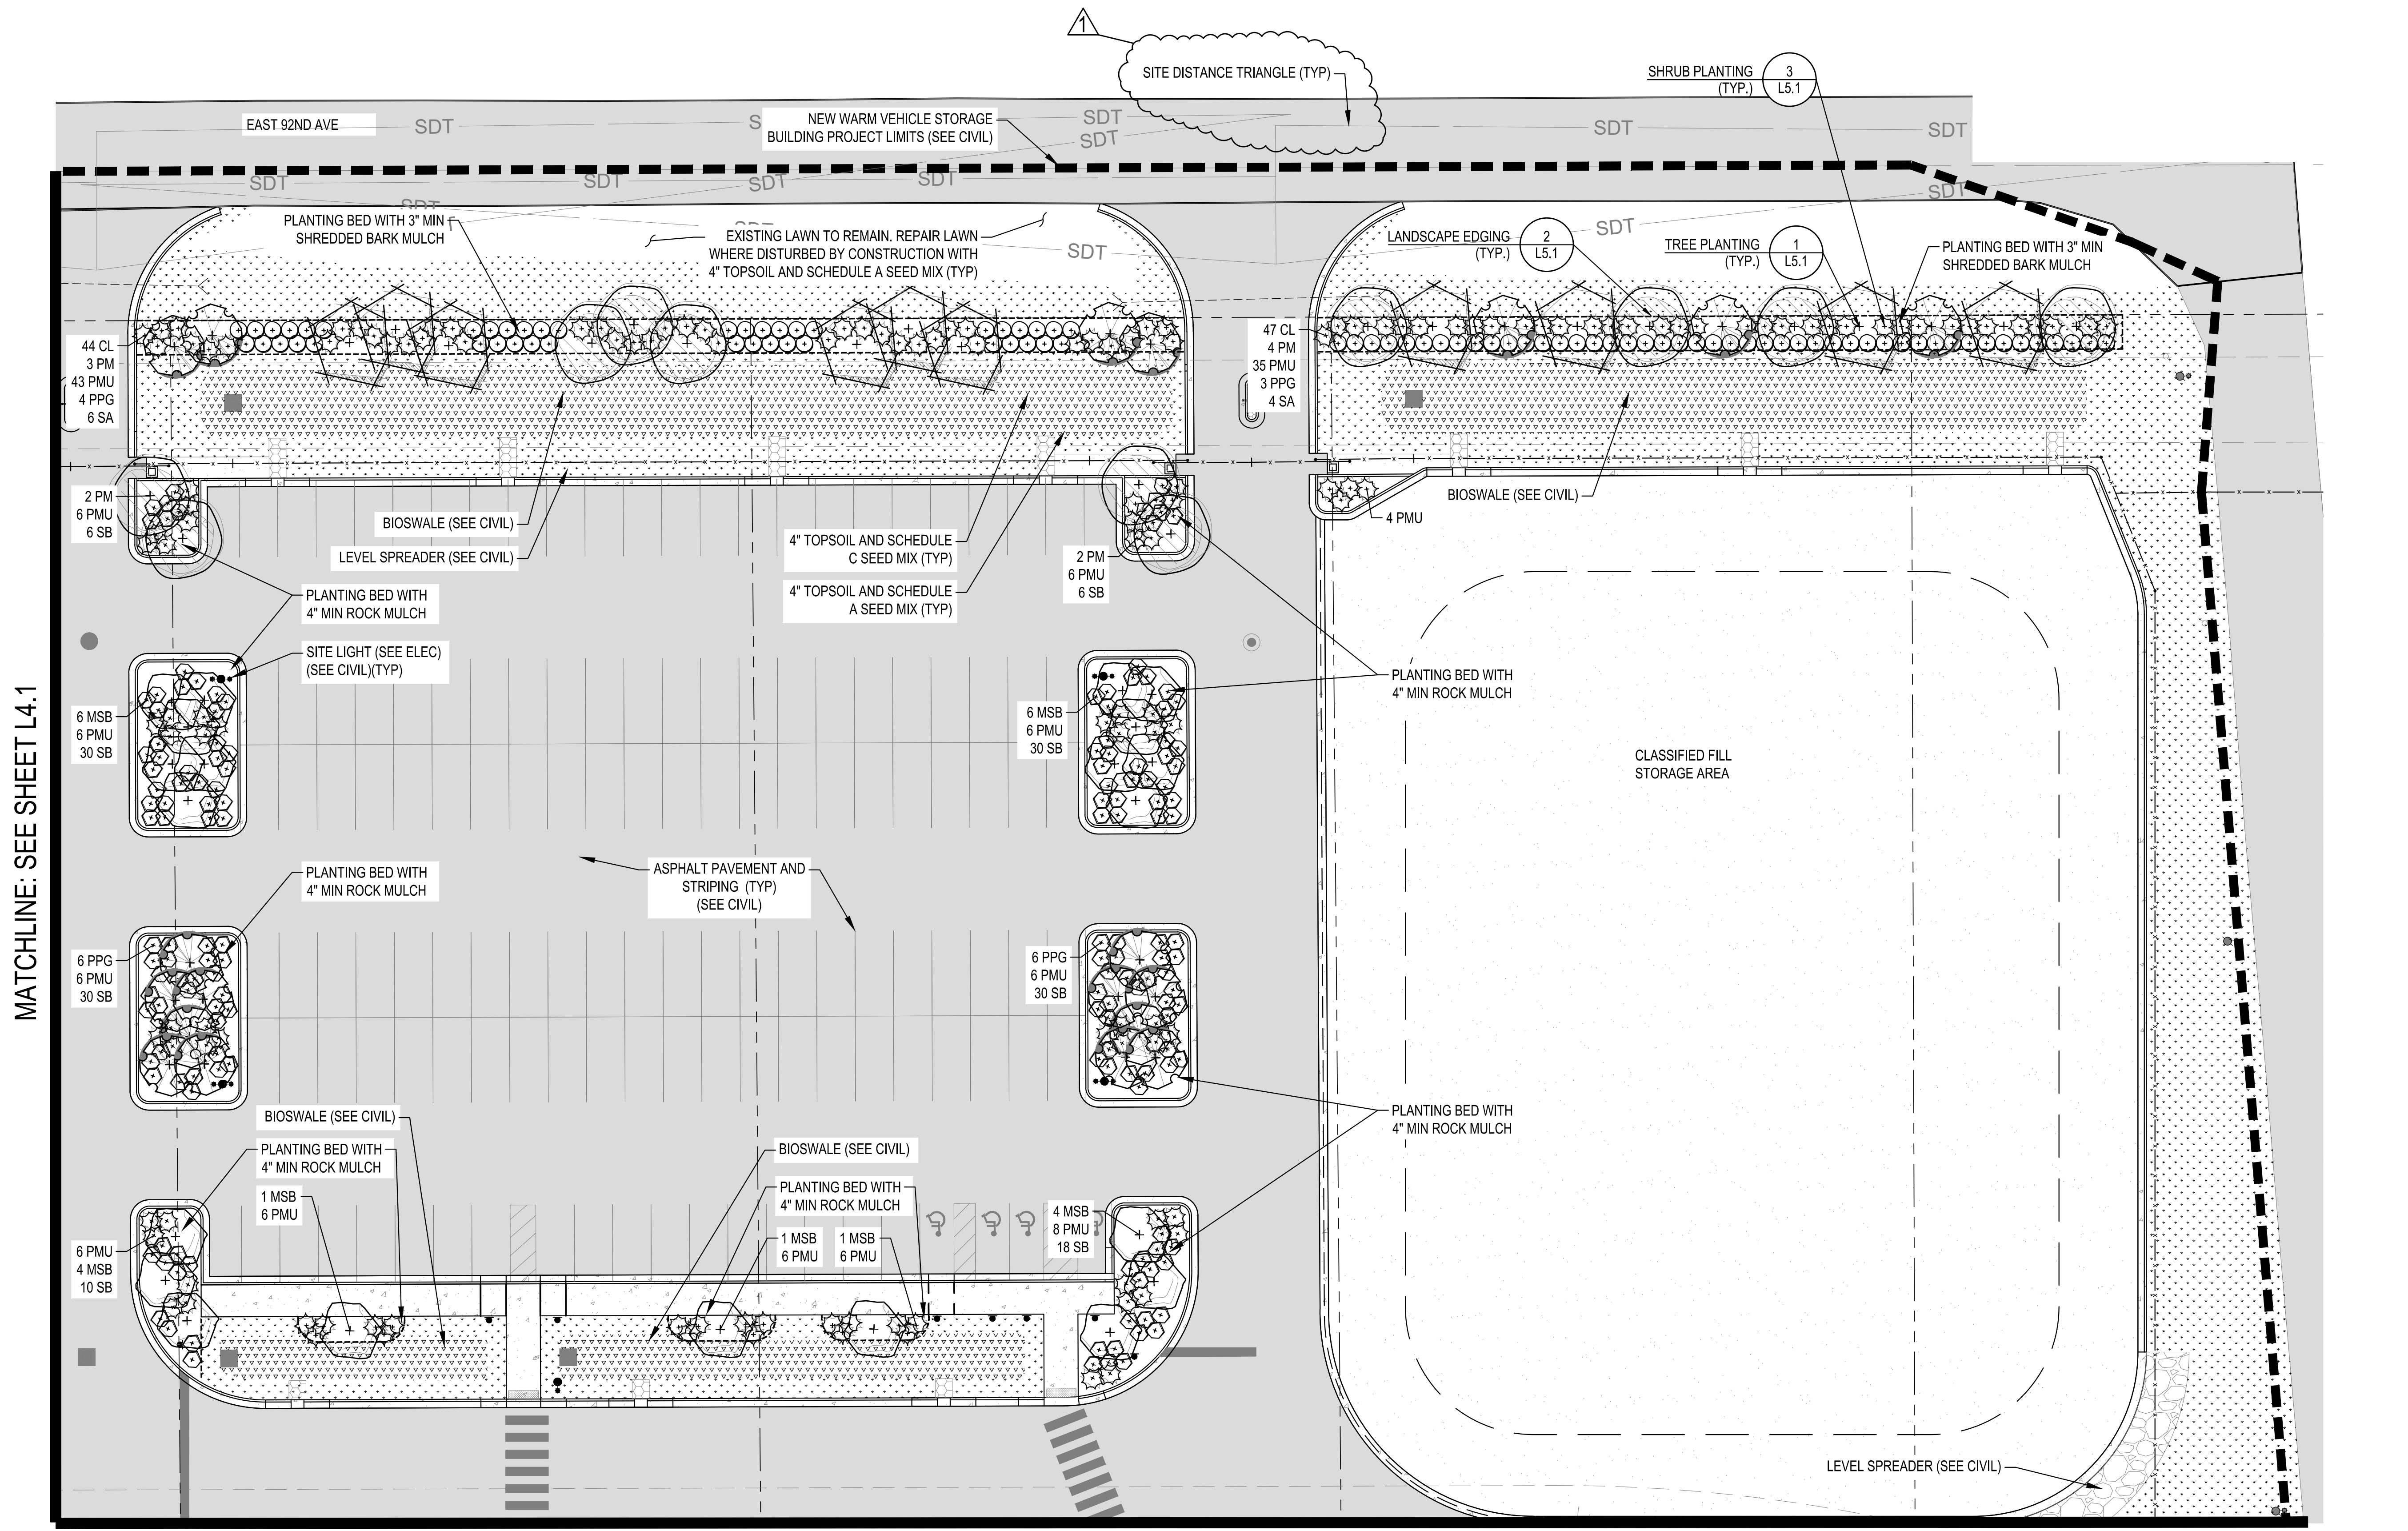 1
SITE DISTANCE TRIANGLE (TYP)
SHRUB PLANTING
(TYP.)
3
L5.1
EAST 92ND AVE
SDT
NEW WARM VEHICLE STORAGE
BUILDING PROJECT LIMITS (SEE CIVIL)
SDT
SDT
SDT
SDT
SDT
SDT
SDT
SDT
SDT
SDT
PLANTING BED WITH 3" MIN
SHREDDED BARK MULCH
EXISTING LAWN TO REMAIN. REPAIR LAWN
WHERE DISTURBED BY CONSTRUCTION WITH
4" TOPSOIL AND SCHEDULE A SEED MIX (TYP)
SDT
LANDSCAPE EDGING
(TYP.)
2
L5.1
SDT
TREE PLANTING
(TYP.)
1
L5.1
PLANTING BED WITH 3" MIN
SHREDDED BARK MULCH
44 CL
3 PM
43 PMU
4 PPG
6 SA
47 CL
4 PM
35 PMU
3 PPG
4 SA
2 PM
6 PMU
6 SB
BIOSWALE (SEE CIVIL)
LEVEL SPREADER (SEE CIVIL)
4" TOPSOIL AND SCHEDULE
C SEED MIX (TYP)
4" TOPSOIL AND SCHEDULE
A SEED MIX (TYP)
2 PM
6 PMU
6 SB
4 PMU
BIOSWALE (SEE CIVIL)
PLANTING BED WITH
4" MIN ROCK MULCH
SITE LIGHT (SEE ELEC)
(SEE CIVIL)(TYP)
6 MSB
6 PMU
30 SB
6 MSB
6 PMU
30 SB
PLANTING BED WITH
4" MIN ROCK MULCH
CLASSIFIED FILL
STORAGE AREA
MATCHLINE: SEE SHEET L4.1
PLANTING BED WITH
4" MIN ROCK MULCH
ASPHALT PAVEMENT AND
STRIPING (TYP)
(SEE CIVIL)
6 PPG
6 PMU
30 SB
6 PPG
6 PMU
30 SB
BIOSWALE (SEE CIVIL)
PLANTING BED WITH
4" MIN ROCK MULCH
1 MSB
6 PMU
BIOSWALE (SEE CIVIL)
PLANTING BED WITH
4" MIN ROCK MULCH
1 MSB
6 PMU
1 MSB
6 PMU
4 MSB
8 PMU
18 SB
PLANTING BED WITH
4" MIN ROCK MULCH
6 PMU
4 MSB
10 SB
LEVEL SPREADER (SEE CIVIL)